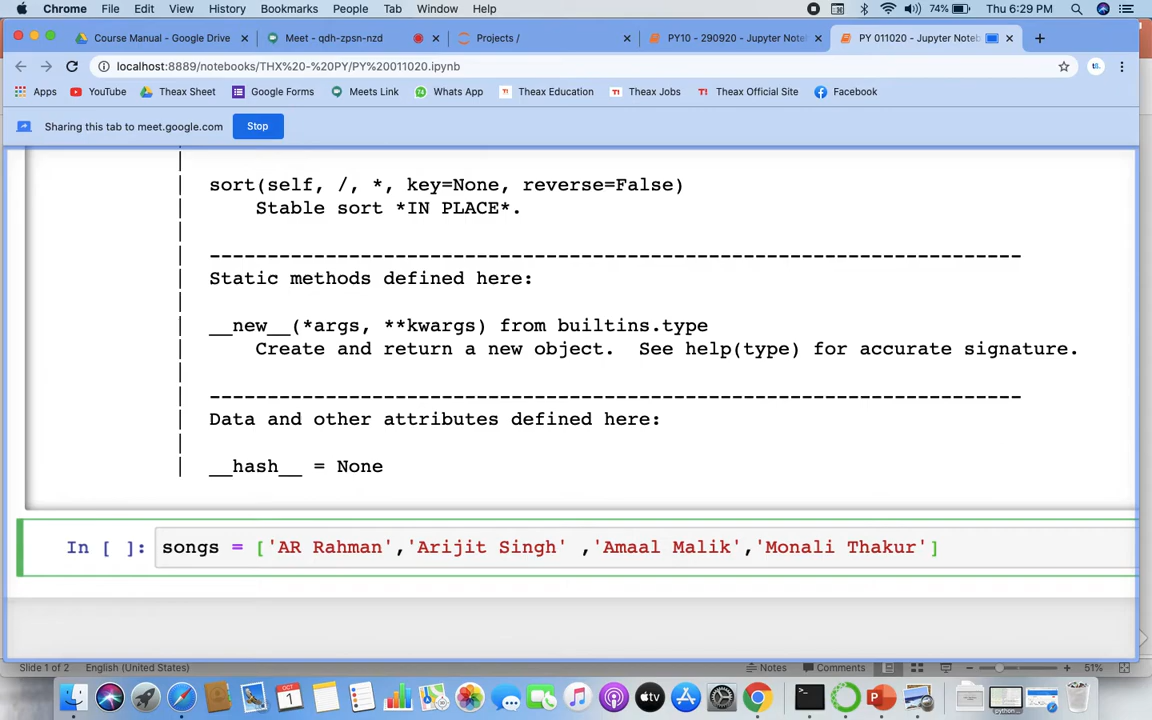 Chrome File Edit View History Bookmarks People Tab Window Help 74% Thu 6:29 PM
Course Manual - Google Drive Meet - qdh-zpsn-nzd Projects / PY10 - 290920 - Jupyter Note PY 011020 - Jupyter Notebo
localhost:8889/notebooks/THX%20-%20PY/PY%20011020.ipynb
Apps YouTube Theax Sheet Google Forms Meets Link Whats App Theax Education Theax Jobs Theax Official Site Facebook
Sharing this tab to meet.google.com Stop
|
| sort(self, /, *, key=None, reverse=False)
| Stable sort *IN PLACE*.
|
| ----------------------------------------------------------------------
| Static methods defined here:
|
| __new__(*args, **kwargs) from builtins.type
| Create and return a new object.  See help(type) for accurate signature.
|
| ----------------------------------------------------------------------
| Data and other attributes defined here:
|
| __hash__ = None
In [ ]: songs = ['AR Rahman','Arijit Singh' ,'Amaal Malik','Monali Thakur']
Slide 1 of 2 English (United States) Notes Comments 51%
OCT
1